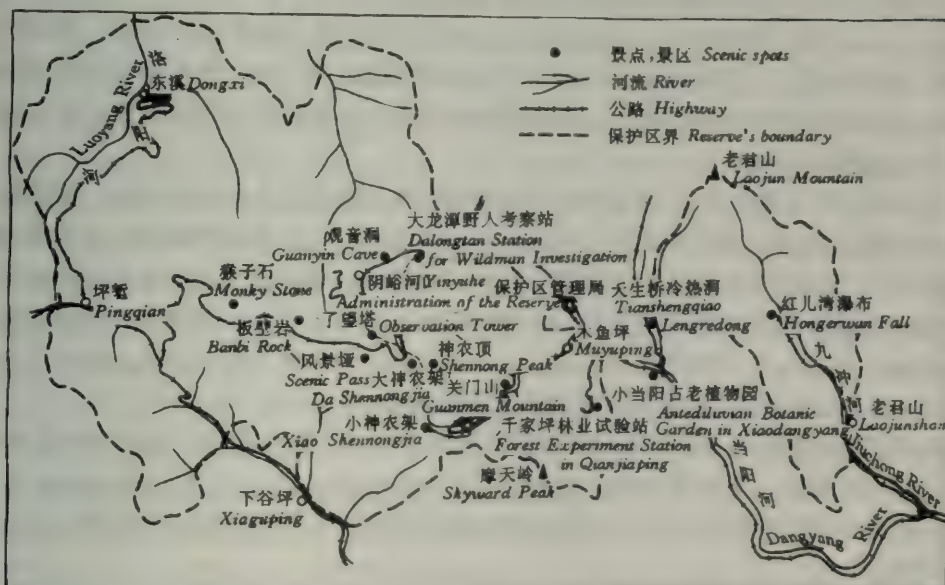 景点,景区 Scenic spots
河流 River
公路 Highway
保护区界 Reserve's boundary
洛
东溪 Dongxi
Luoyang River
老君山
Laojun Mountain
观音洞
Guanyin Cave
大龙潭野人考察站
Dalongtan Station
for Wildman Investigation
猴子石
Monky Stone
阴峪河 Yinyuhe
保护区管理局
Administration of the Reserve
天生桥冷热洞
Tianshengqiao
Lengredong
红儿湾瀑布
Hongerwun Fall
坪堑
Pingqian
板壁岩
Banbi Rock
了望塔
Observation Tower
木鱼坪
Muyuping
九
冲
河
风景垭
Scenic Pass
大神农架
Da Shennongjia
神农顶
Shennong Peak
关门山
Guanmen Mountain
小当阳占老植物园
Antediluvian Botanic
Garden in Xiaodangyang
老君山
Laojunshan
小神农架
Xiao
Shennongjia
千家坪林业试验站
Forest Experiment Station
in Qianjiaping
摩天岭
Skyward Peak
当
阳
河
Jiuchong River
下谷坪
Xiaguping
Dangyang River